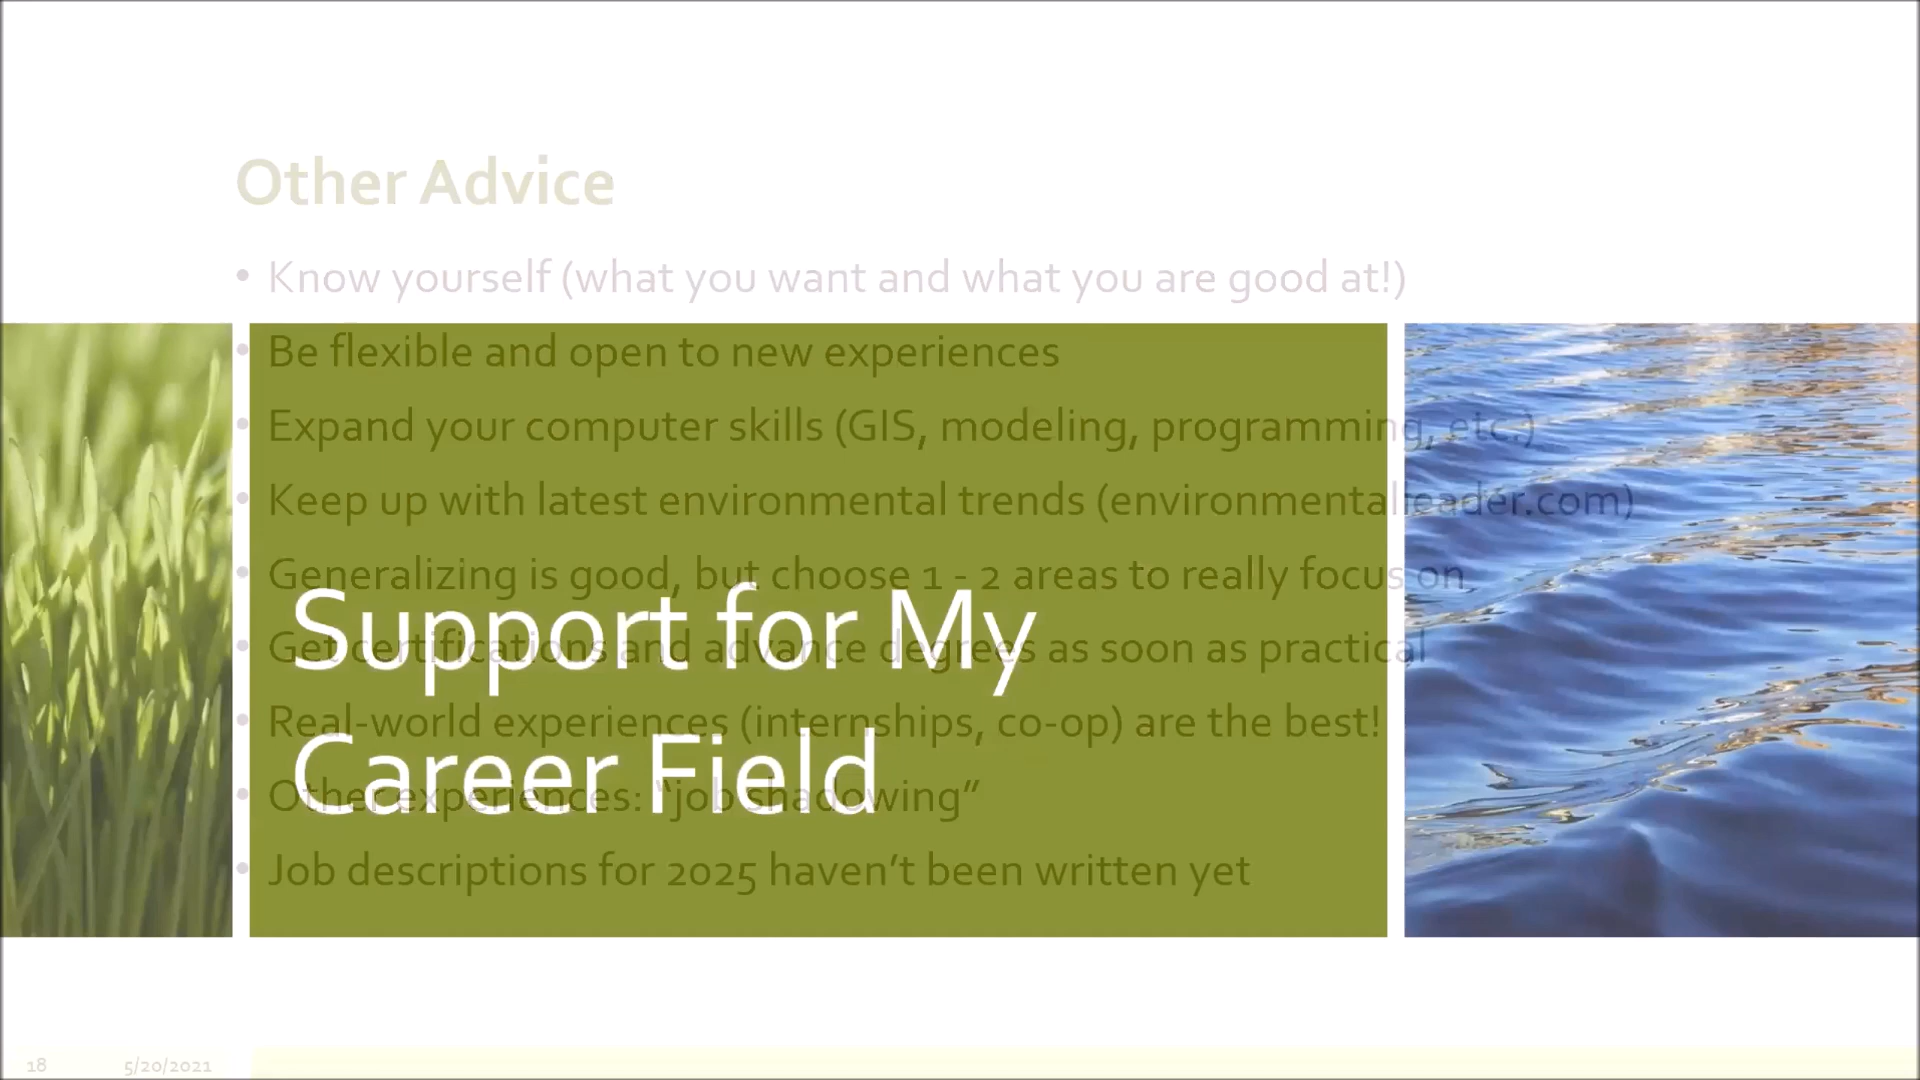 Other Advice
• Know yourself (what you want and what you are good at!)
• Be flexible and open to new experiences
• Expand your computer skills (GIS, modeling, programming, etc.)
• Keep up with latest environmental trends (environmentalleader.com)
• Generalizing is good, but choose 1 - 2 areas to really focus on
• Get certifications and advance degrees as soon as practical
• Real-world experiences (internships, co-op) are the best!
• Other experiences: “job shadowing”
• Job descriptions for 2025 haven’t been written yet
Support for My
Career Field
18 5/20/2021